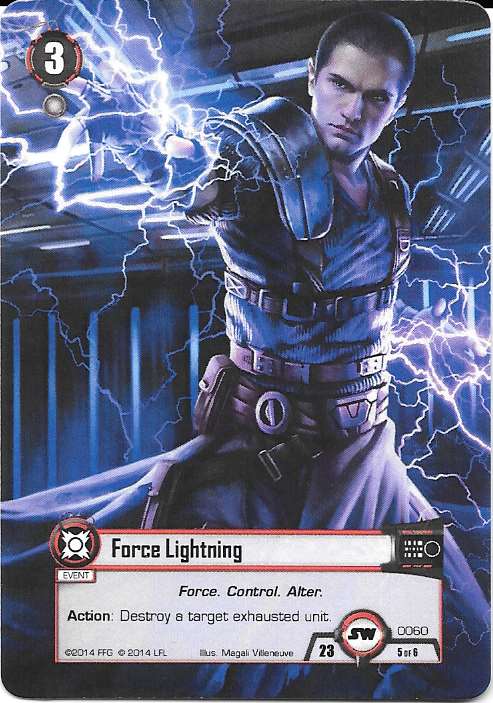 3
Force Lightning
EVENT
Force. Control. Alter.
Action: Destroy a target exhausted unit.
SW
0060
23
5 OF 6
©2014 FFG © 2014 LFL
Illus. Magali Villeneuve